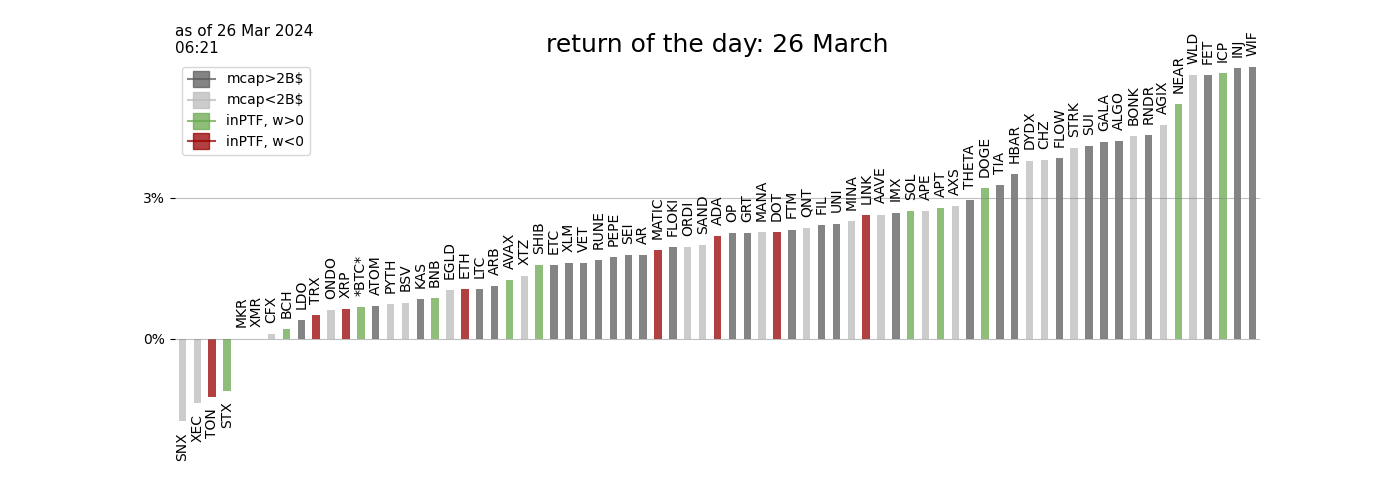 as of 26 Mar 2024
06:21
return of the day: 26 March
mcap>2B$
mcap<2B$
inPTF, w>0
inPTF, w<0
3%
0%
SNX
XEC
TON
STX
MKR
XMR
CFX
BCH
LDO
TRX
ONDO
XRP
*BTC*
ATOM
PYTH
BSV
KAS
BNB
EGLD
ETH
LTC
ARB
AVAX
XTZ
SHIB
ETC
XLM
VET
RUNE
PEPE
SEI
AR
MATIC
FLOKI
ORDI
SAND
ADA
OP
GRT
MANA
DOT
FTM
QNT
FIL
UNI
MINA
LINK
AAVE
IMX
SOL
APE
APT
AXS
THETA
DOGE
TIA
HBAR
DYDX
CHZ
FLOW
STRK
SUI
GALA
ALGO
BONK
RNDR
AGIX
NEAR
WLD
FET
ICP
INJ
WIF